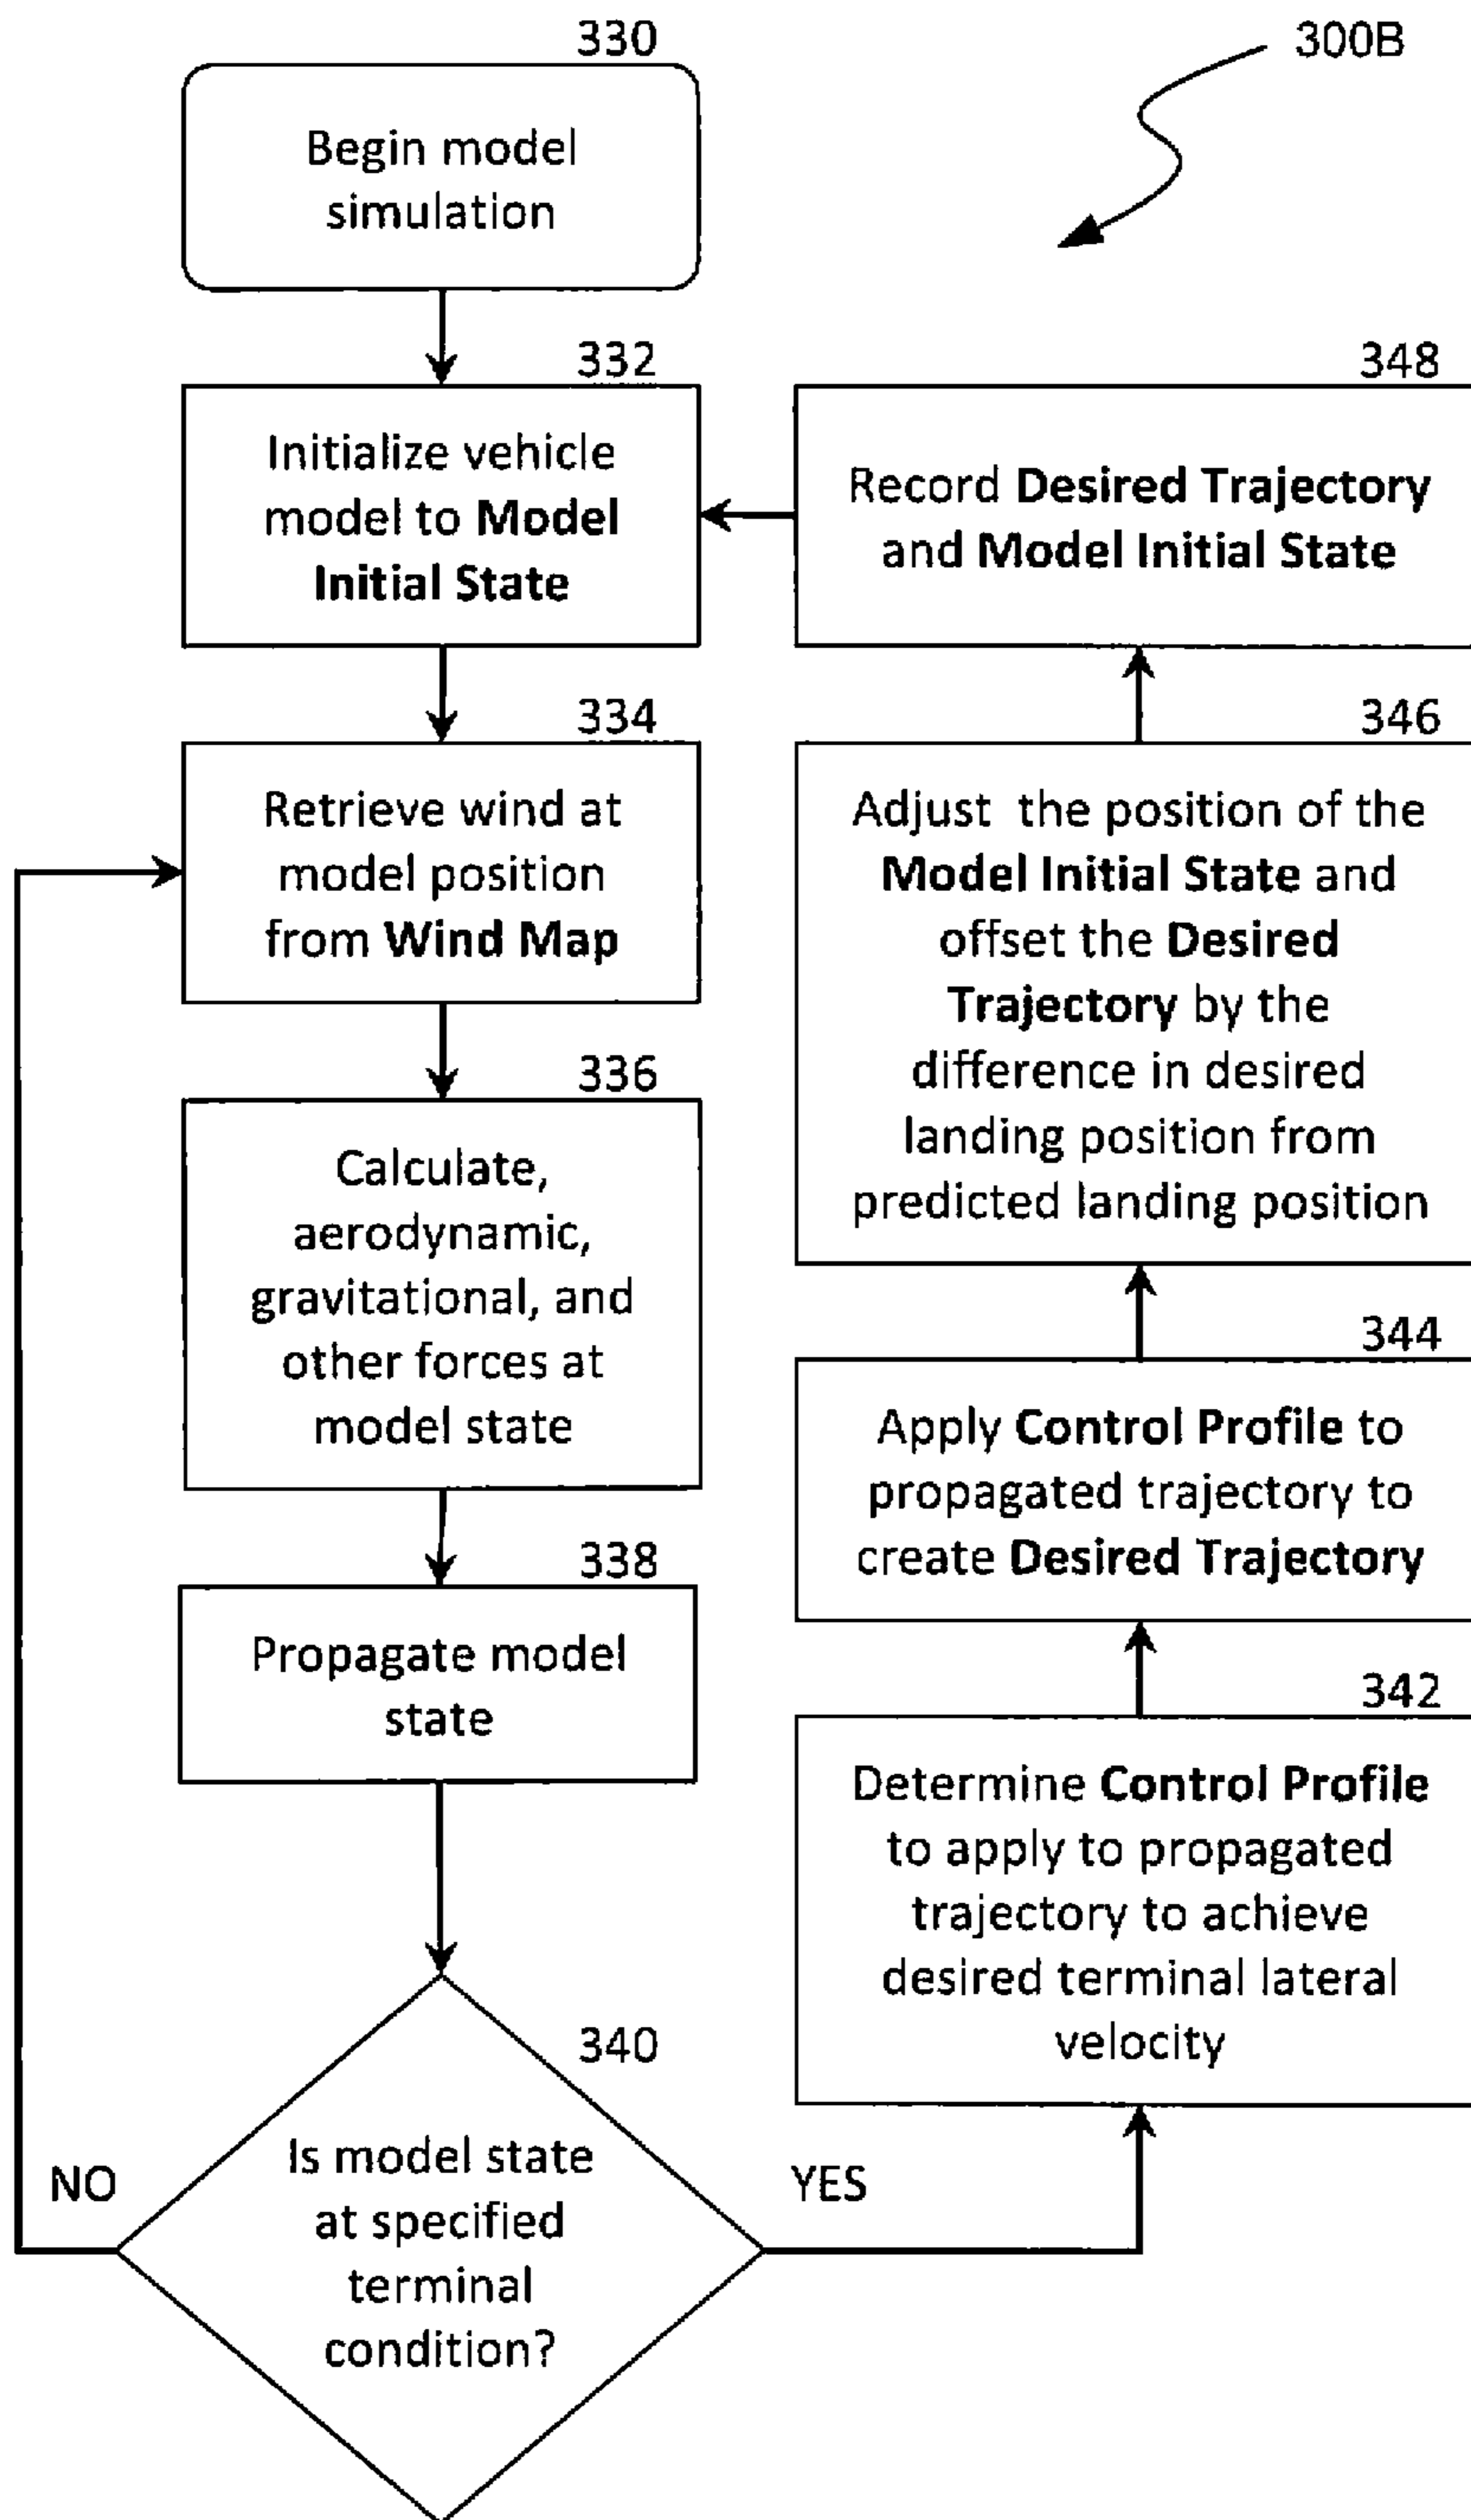 330
300B
Begin model
simulation
332
Initialize vehicle
model to Model
Initial State
348
Record Desired Trajectory
and Model Initial State
334
Retrieve wind at
model position
from Wind Map
346
Adjust the position of the
Model Initial State and
offset the Desired
Trajectory by the
difference in desired
landing position from
predicted landing position
336
Calculate,
aerodynamic,
gravitational, and
other forces at
model state
344
Apply Control Profile to
propagated trajectory to
create Desired Trajectory
338
Propagate model
state
342
Determine Control Profile
to apply to propagated
trajectory to achieve
desired terminal lateral
velocity
340
Is model state
at specified
terminal
condition?
NO
YES